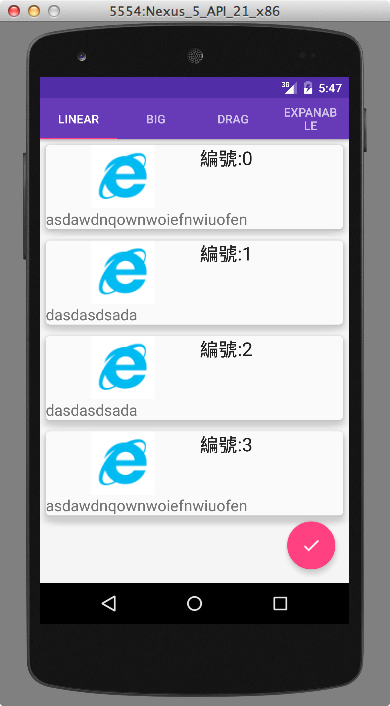 5554:Nexus_5_API_21_x86
3G 5:47
LINEAR
BIG
DRAG
EXPANAB
LE
編號:0
asdawdnqownwoiefnwiuofen
編號:1
dasdasdsada
編號:2
dasdasdsada
編號:3
asdawdnqownwoiefnwiuofen